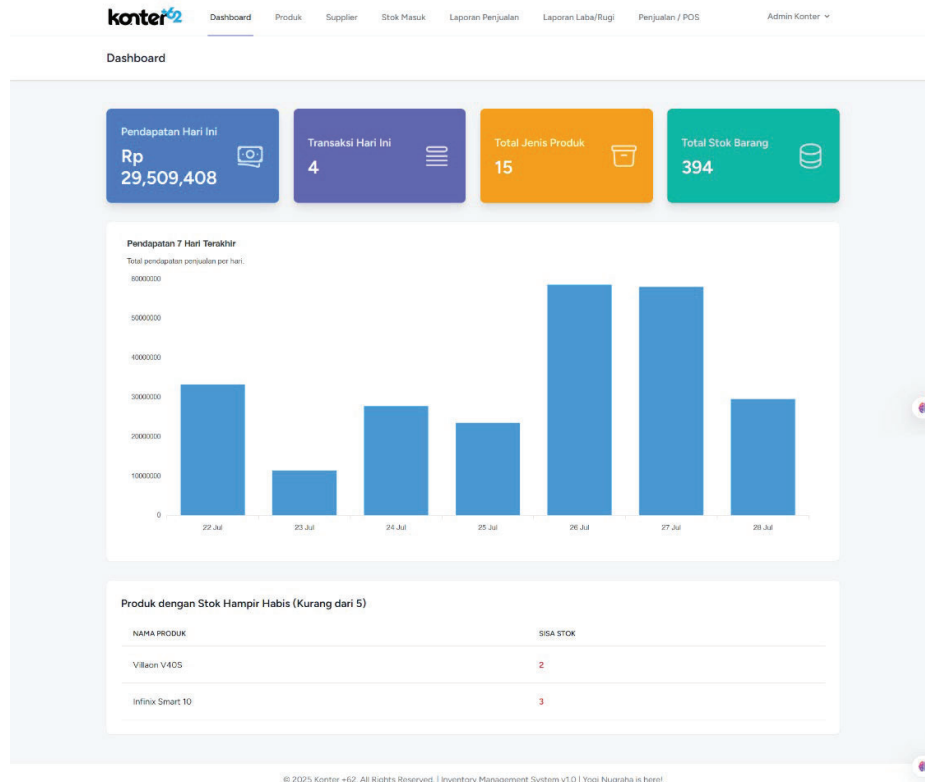 konter+62
Dashboard Produk Supplier Stok Masuk Laporan Penjualan Laporan Laba/Rugi Penjualan / POS Admin Konter
Dashboard
Pendapatan Hari Ini
Rp
29,509,408
Transaksi Hari Ini
4
Total Jenis Produk
15
Total Stok Barang
394
Pendapatan 7 Hari Terakhir
Total pendapatan penjualan per hari.
60000000
50000000
40000000
30000000
20000000
10000000
0
22 Jul 23 Jul 24 Jul 25 Jul 26 Jul 27 Jul 28 Jul
Produk dengan Stok Hampir Habis (Kurang dari 5)
NAMA PRODUK SISA STOK
Villaon V40S 2
Infinix Smart 10 3
© 2025 Konter +62. All Rights Reserved. | Inventory Management System v1.0 | Yogi Nugraha is here!